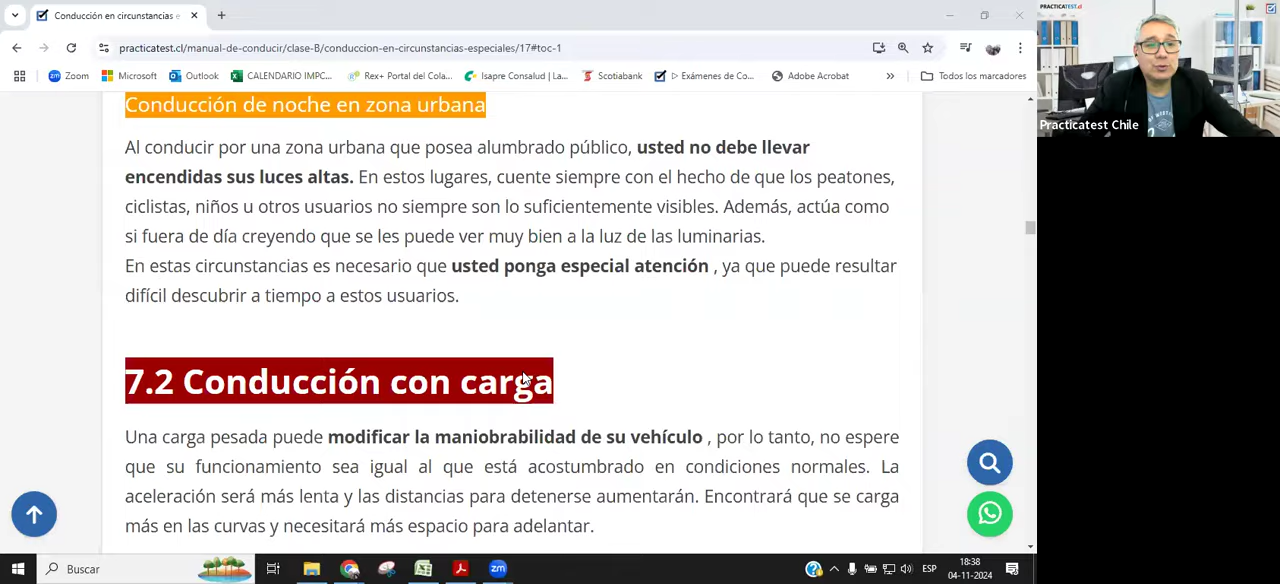 Conducción en circunstancias e
practicatest.cl/manual-de-conducir/clase-B/conduccion-en-circunstancias-especiales/17#toc-1
Zoom
Microsoft
Outlook
CALENDARIO IMPC...
Rex+ Portal del Cola...
Isapre Consalud | La...
Scotiabank
Exámenes de Co...
Adobe Acrobat
»
Todos los marcadores
Conducción de noche en zona urbana
Al conducir por una zona urbana que posea alumbrado público, usted no debe llevar
encendidas sus luces altas. En estos lugares, cuente siempre con el hecho de que los peatones,
ciclistas, niños u otros usuarios no siempre son lo suficientemente visibles. Además, actúa como
si fuera de día creyendo que se les puede ver muy bien a la luz de las luminarias.
En estas circunstancias es necesario que usted ponga especial atención , ya que puede resultar
difícil descubrir a tiempo a estos usuarios.
7.2 Conducción con carga
Una carga pesada puede modificar la maniobrabilidad de su vehículo , por lo tanto, no espere
que su funcionamiento sea igual al que está acostumbrado en condiciones normales. La
aceleración será más lenta y las distancias para detenerse aumentarán. Encontrará que se carga
más en las curvas y necesitará más espacio para adelantar.
PRACTICATEST.cl
Practicatest Chile
Buscar
ESP
18:38
04-11-2024